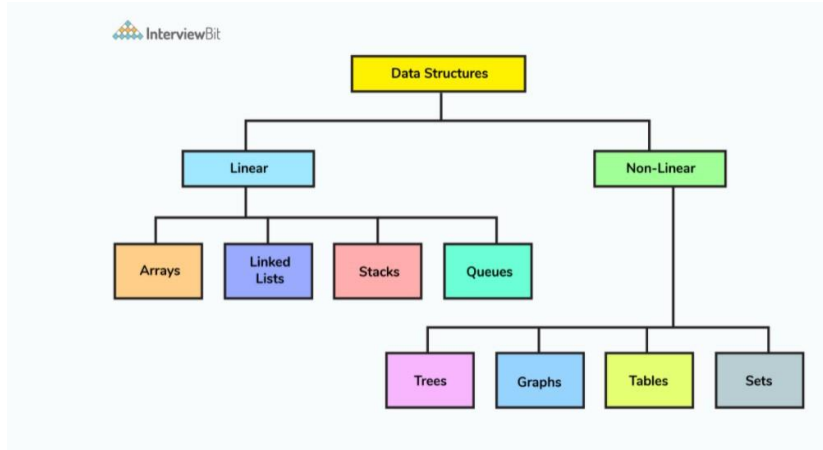 InterviewBit
Data Structures
Linear
Non-Linear
Arrays
Linked
Lists
Stacks
Queues
Trees
Graphs
Tables
Sets